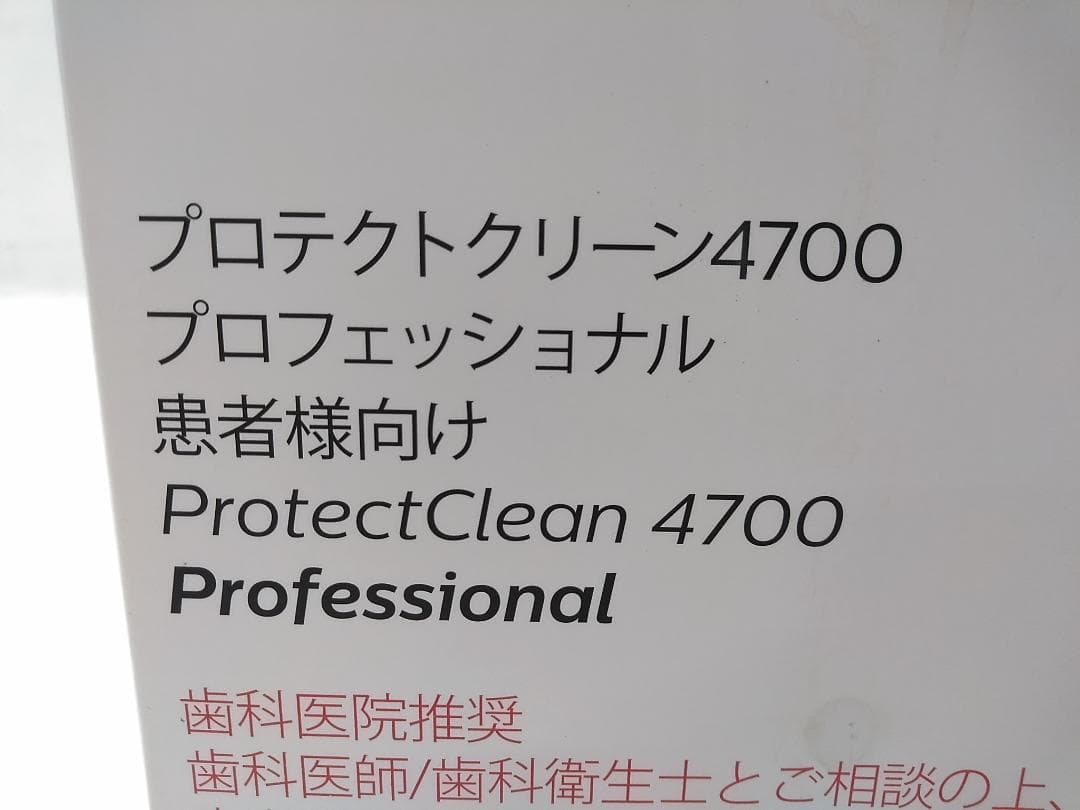 プロテクトクリーン4700
プロフェッショナル
患者様向け
ProtectClean 4700
Professional
歯科医院推奨
歯科医師/歯科衛生士とご相談の上、